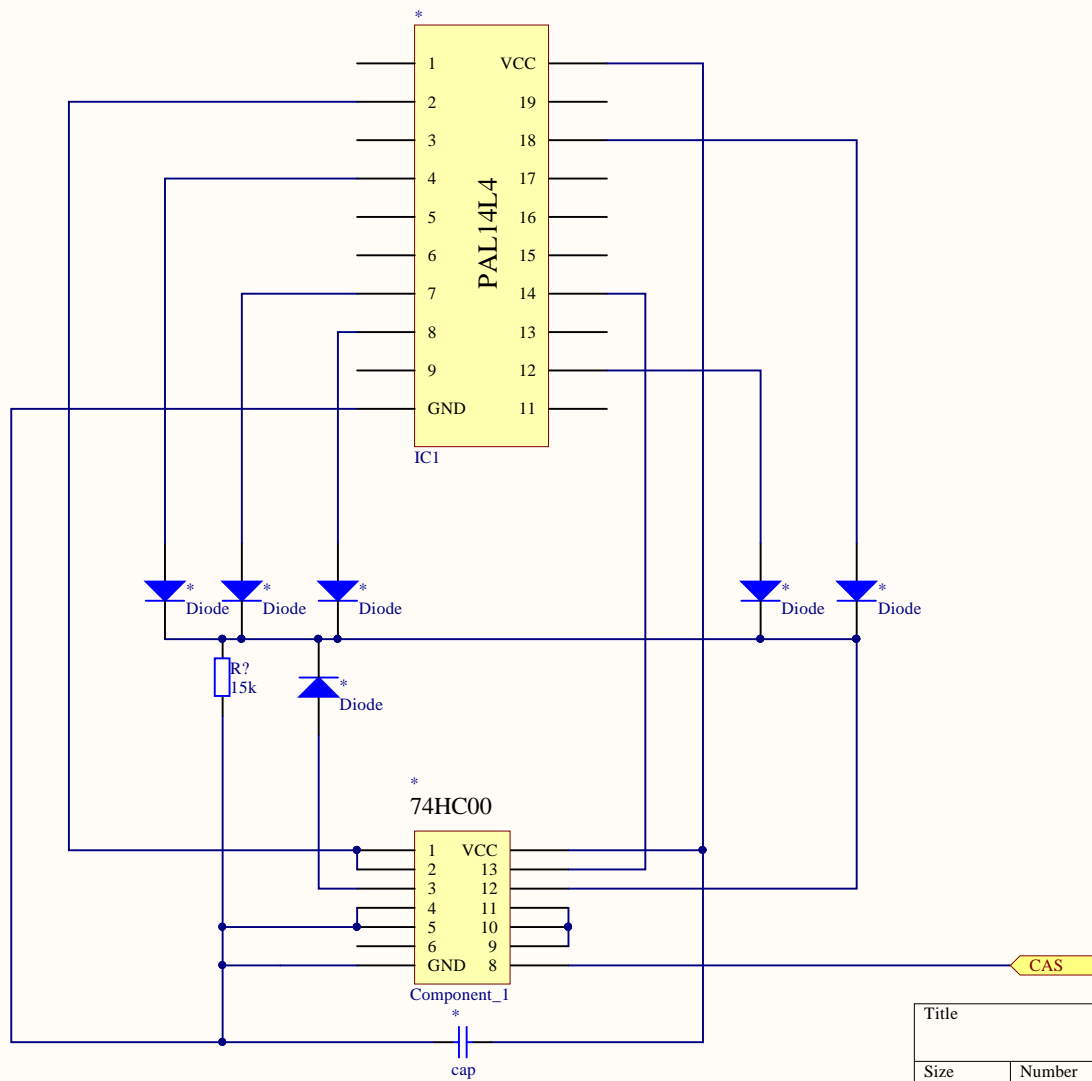 *
1 VCC
2 19
3 18
4 17
5 16
6 15
7 14
8 13
9 12
GND 11
PAL14L4
IC1
*
Diode
*
Diode
*
Diode
*
Diode
*
Diode
R?
15k
*
Diode
*
74HC00
1 VCC
2 13
3 12
4 11
5 10
6 9
GND 8
Component_1
CAS
*
cap
Title
Size Number